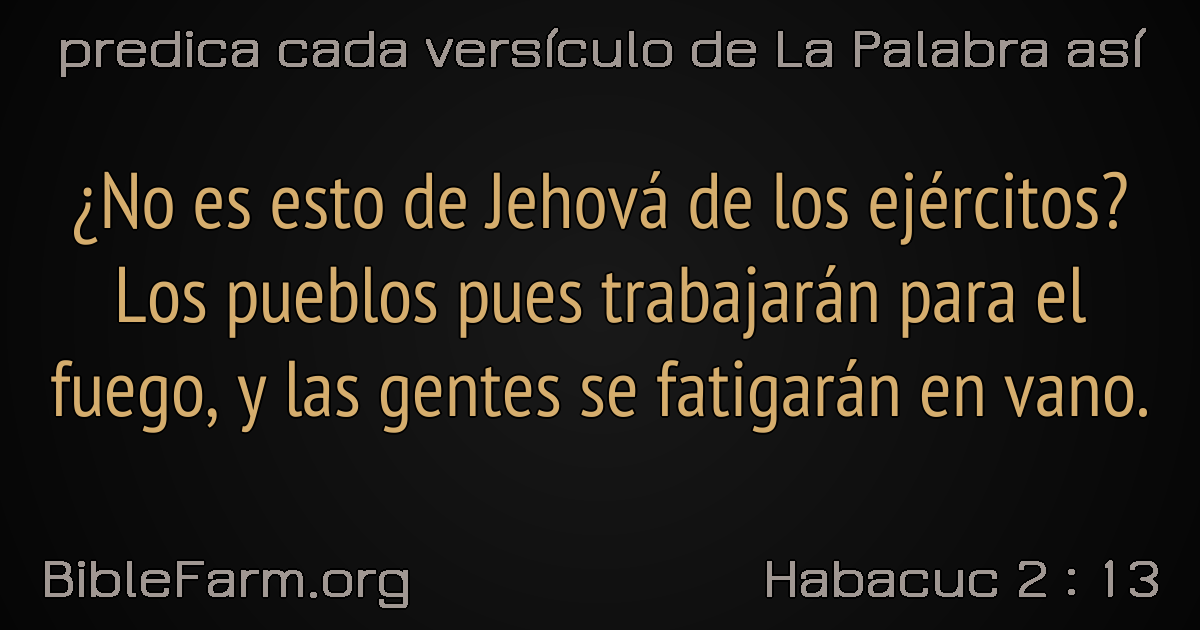 predica cada versículo de La Palabra así
¿No es esto de Jehová de los ejércitos?
Los pueblos pues trabajarán para el
fuego, y las gentes se fatigarán en vano.
BibleFarm.org
Habacuc 2 : 13